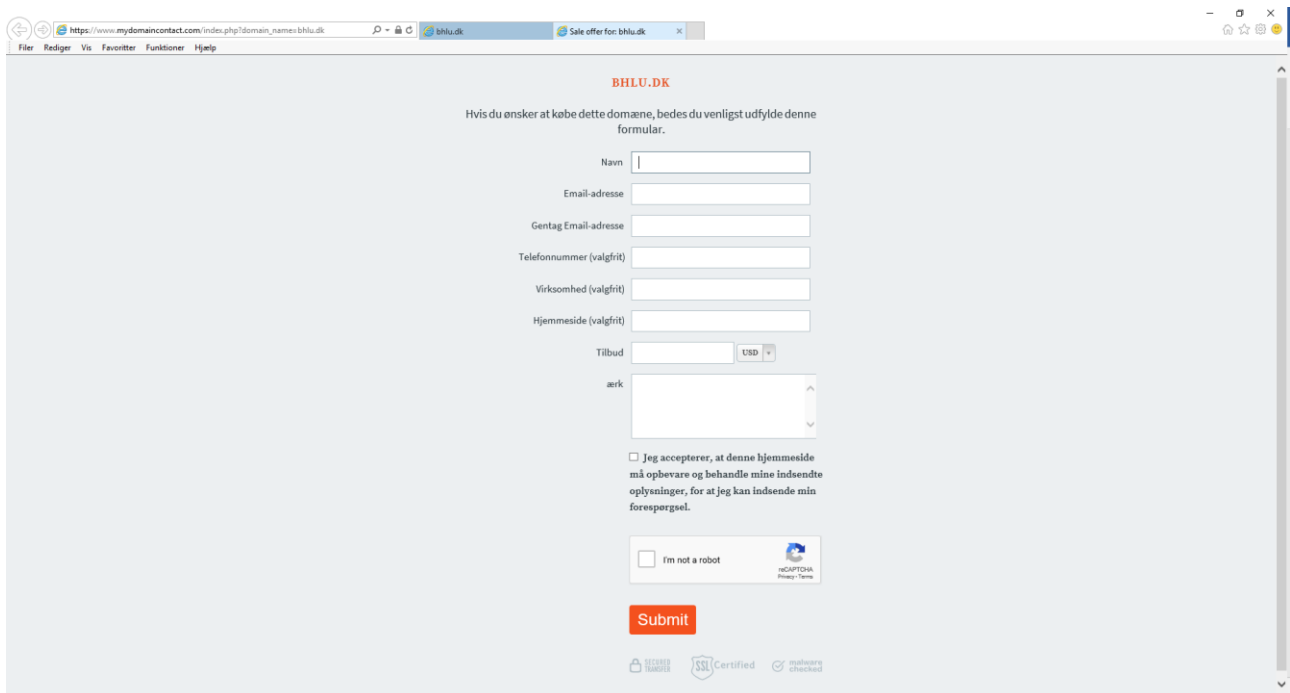 https://www.mydomaincontact.com/index.php?domain_name=bhlu.dk
bhlu.dk
Sale offer for: bhlu.dk
Filer Rediger Vis Favoritter Funktioner Hjælp
BHLU.DK
Hvis du ønsker at købe dette domæne, bedes du venligst udfylde denne
formular.
Navn
Email-adresse
Gentag Email-adresse
Telefonnummer (valgfrit)
Virksomhed (valgfrit)
Hjemmeside (valgfrit)
Tilbud USD
ærk
Jeg accepterer, at denne hjemmeside
må opbevare og behandle mine indsendte
oplysninger, for at jeg kan indsende min
forespørgsel.
I'm not a robot
reCAPTCHA
Privacy - Terms
Submit
SECURED
TRANSFER
SSL Certified
malware
checked